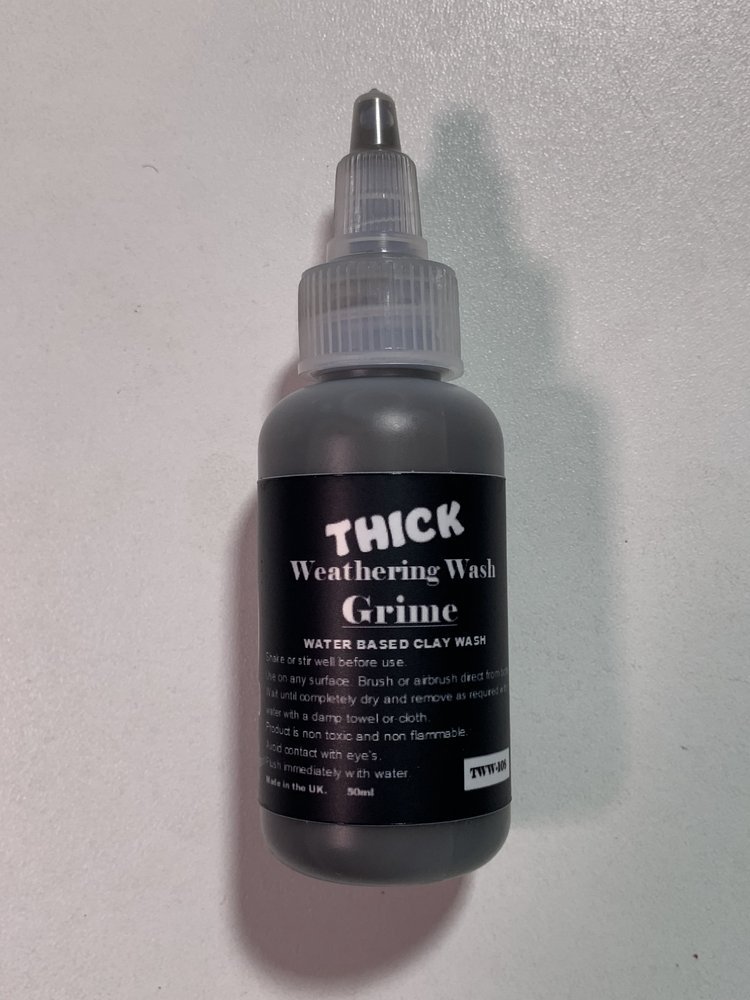 THICK
Weathering Wash
Grime
WATER BASED CLAY WASH
Shake or stir well before use.
Use on any surface. Brush or airbrush direct from
Wait until completely dry and remove as required
water with a damp towel or cloth.
Product is non toxic and non flammable.
Avoid contact with eye's.
Flush immediately with water.
Made in the UK. 50ml